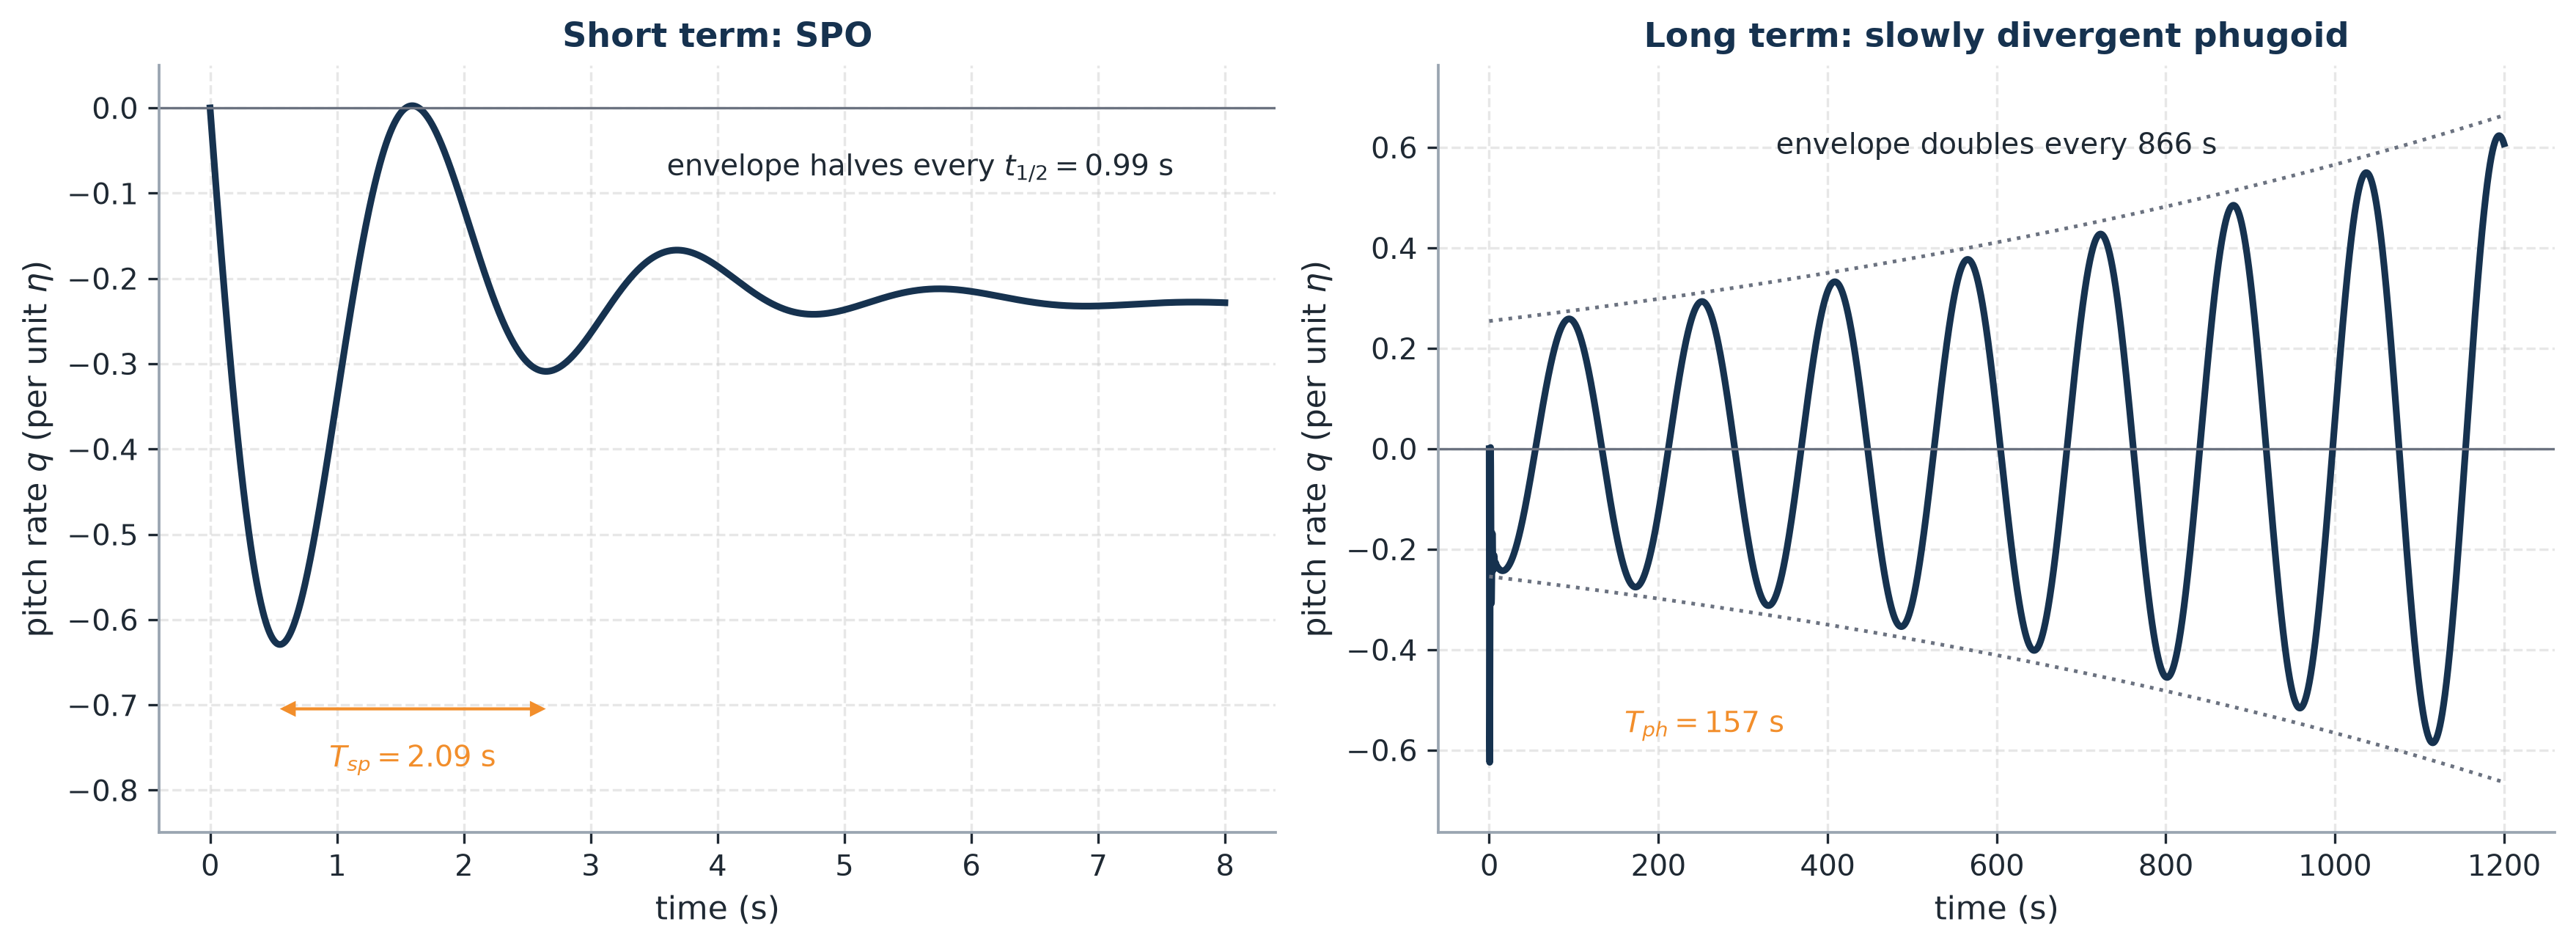 Short term: SPO
pitch rate q (per unit η)
0.0
−0.1
−0.2
−0.3
−0.4
−0.5
−0.6
−0.7
−0.8
envelope halves every t1/2 = 0.99 s
Tsp = 2.09 s
0 1 2 3 4 5 6 7 8
time (s)
Long term: slowly divergent phugoid
pitch rate q (per unit η)
0.6
0.4
0.2
0.0
−0.2
−0.4
−0.6
envelope doubles every 866 s
Tph = 157 s
0 200 400 600 800 1000 1200
time (s)